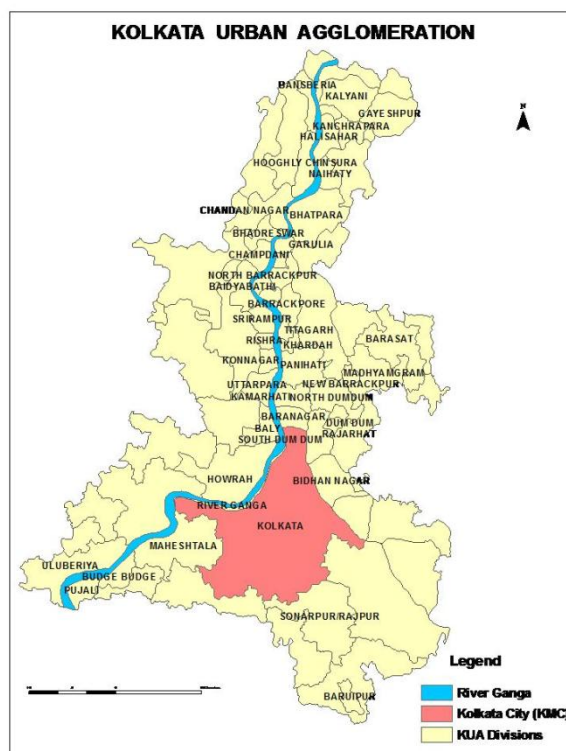 KOLKATA URBAN AGGLOMERATION
BANSBERIA
KALYANI
GAYESHPUR
N
KANCHRAPARA
HALISAHAR
HOOGHLY CHINSURA
NAIHATY
CHANDAN NAGAR
BHATPARA
BHADRESWAR
GARULIA
CHAMPDANI
NORTH BARRACKPUR
BAIDYABATHI
BARRACKPORE
SRIRAMPUR
TITAGARH
RISHRA
KHARDAH
BARASAT
KONNAGAR
PANIHATI
MADHYAMGRAM
UTTARPARA
NEW BARRACKPUR
KAMARHATI
NORTH DUMDUM
BARANAGAR
DUM DUM
BALY
RAJARHAT
SOUTH DUM DUM
HOWRAH
BIDHAN NAGAR
RIVER GANGA
KOLKATA
MAHESHTALA
ULUBERIYA
BUDGE BUDGE
PUJALI
SONARPUR/RAJPUR
BARUIPUR
Legend
River Ganga
Kolkata City (KMC)
KUA Divisions